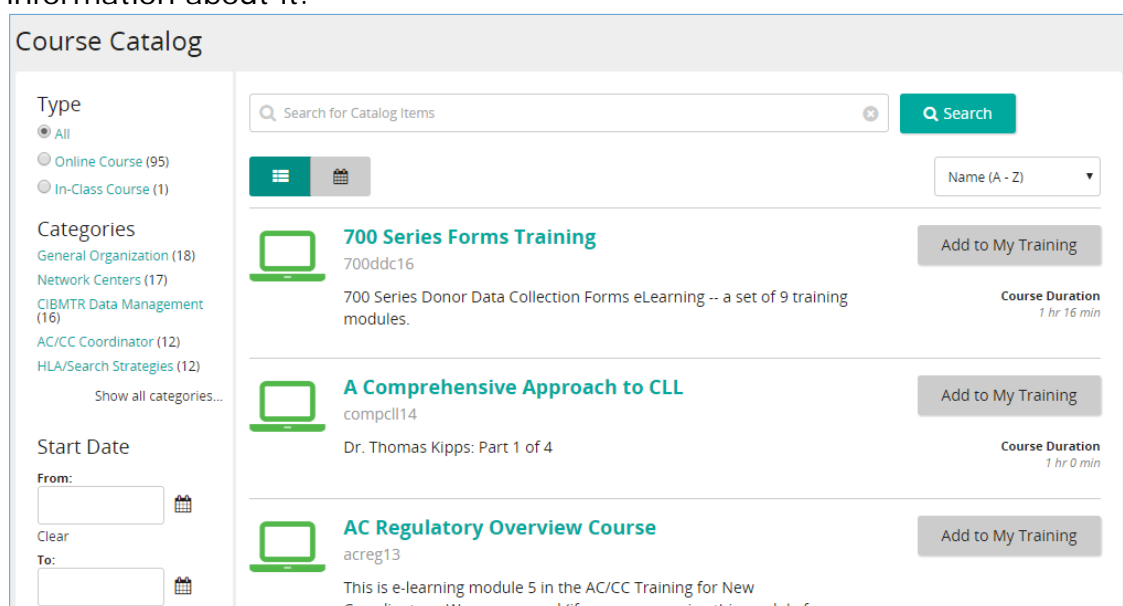 information about it.
Course Catalog
Type
All
Online Course (95)
In-Class Course (1)
Categories
General Organization (18)
Network Centers (17)
CIBMTR Data Management
(16)
AC/CC Coordinator (12)
HLA/Search Strategies (12)
Show all categories...
Start Date
From:
Clear
To:
Search for Catalog Items
Search
Name (A - Z)
700 Series Forms Training
700ddc16
700 Series Donor Data Collection Forms eLearning -- a set of 9 training
modules.
Add to My Training
Course Duration
1 hr 16 min
A Comprehensive Approach to CLL
compcll14
Dr. Thomas Kipps: Part 1 of 4
Add to My Training
Course Duration
1 hr 0 min
AC Regulatory Overview Course
acreg13
This is e-learning module 5 in the AC/CC Training for New
Add to My Training